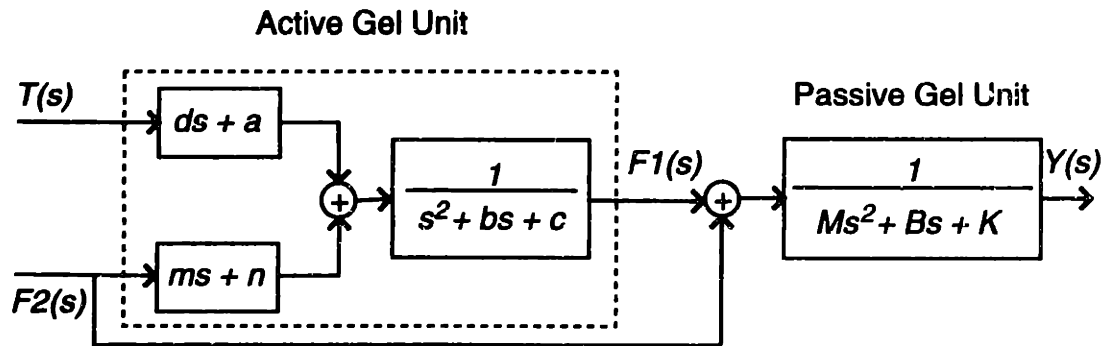 Active Gel Unit
T(s)
ds + a
Passive Gel Unit
F1(s)
Y(s)
1
s² + bs + c
+
+
1
Ms² + Bs + K
ms + n
F2(s)